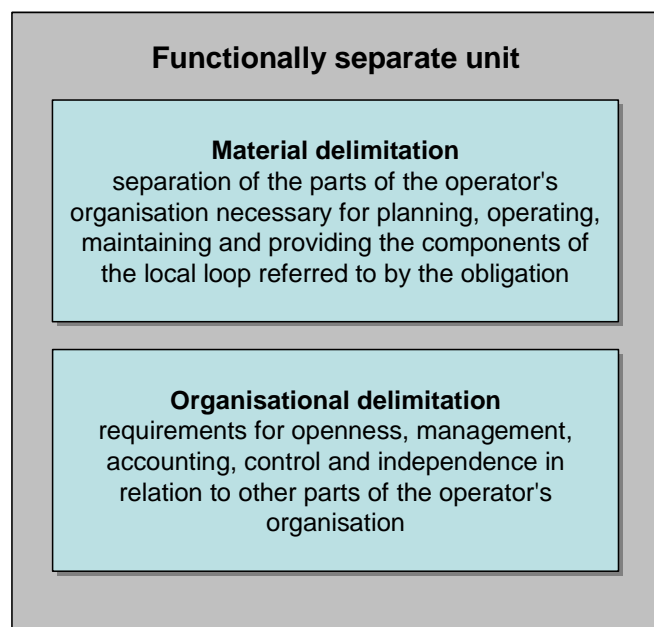 Functionally separate unit
Material delimitation
separation of the parts of the operator's
organisation necessary for planning, operating,
maintaining and providing the components of
the local loop referred to by the obligation
Organisational delimitation
requirements for openness, management,
accounting, control and independence in
relation to other parts of the operator's
organisation